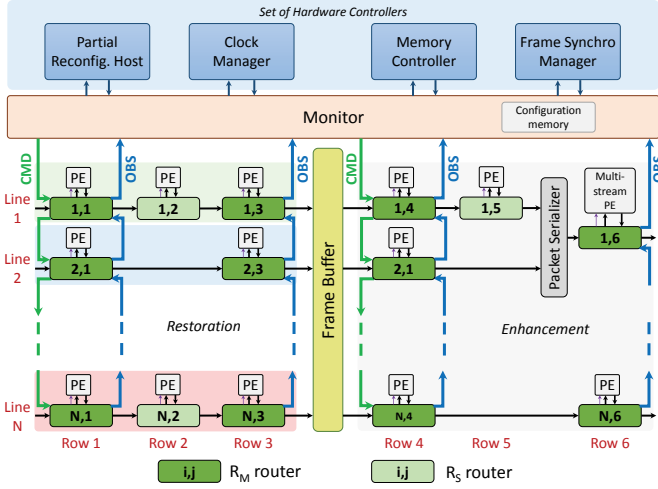 Set of Hardware Controllers
Partial
Reconfig. Host
Clock
Manager
Memory
Controller
Frame Synchro
Manager
Monitor
Configuration
memory
CMD
OBS
OBS
CMD
OBS
OBS
PE
PE
PE
PE
PE
Multi-
stream
PE
Line
1
1,1
1,2
1,3
1,4
1,5
1,6
Frame Buffer
Packet Serializer
PE
PE
PE
Line
2
2,1
2,3
2,1
Restoration
Enhancement
PE
PE
PE
PE
PE
Line
N
N,1
N,2
N,3
N,4
N,6
Row 1
Row 2
Row 3
Row 4
Row 5
Row 6
i,j
RM router
i,j
RS router